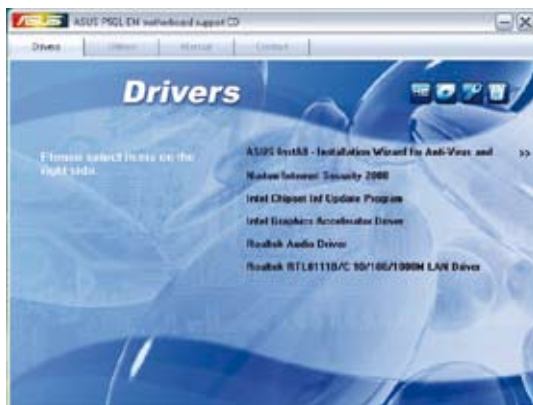 ASUS P5QL-EM motherboard support CD
Drivers
Utilities
Manual
Contact
Drivers
Please select items on the
right side.
ASUS InstAll - Installation Wizard for Anti-Virus and >>
Norton Internet Security 2008
Intel Chipset Inf Update Program
Intel Graphics Accelerator Driver
Realtek Audio Driver
Realtek RTL8111B/C 10/100/1000M LAN Driver